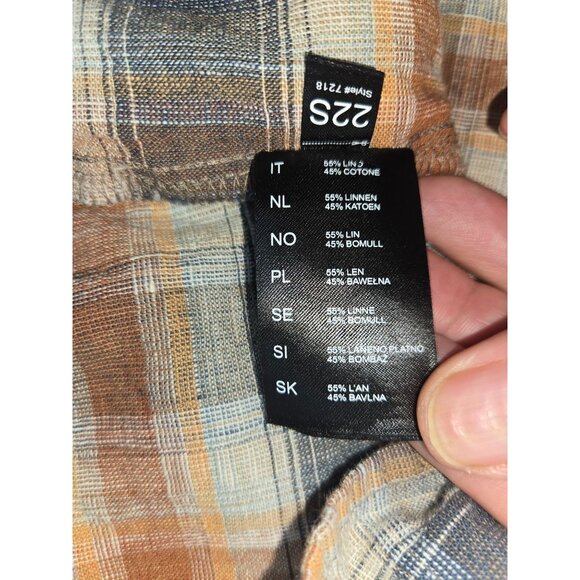 22S
Style# 7218
IT 55% LINO
45% COTONE
NL 55% LINNEN
45% KATOEN
NO 55% LIN
45% BOMULL
PL 55% LEN
45% BAWEŁNA
SE 55% LINNE
45% BOMULL
SI 55% LANENO PLATNO
45% BOMBAŽ
SK 55% L'AN
45% BAVLNA